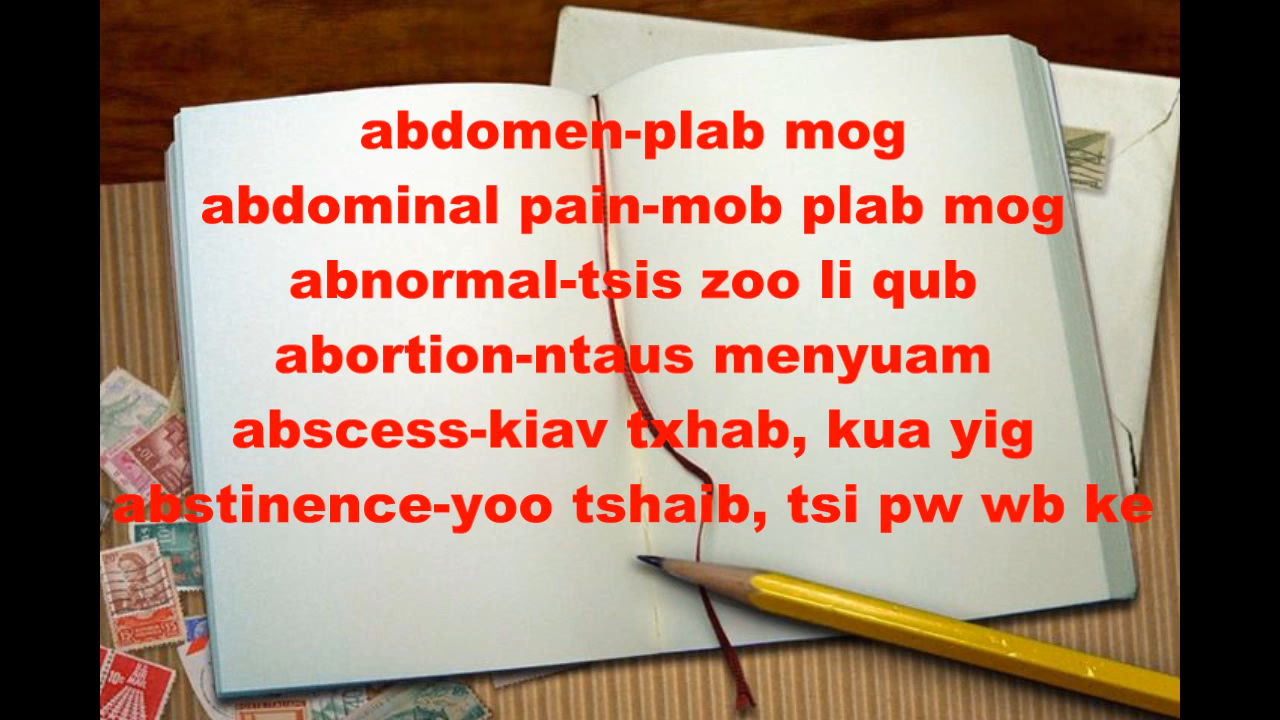 abdomen-plab mog
abdominal pain-mob plab mog
abnormal-tsis zoo li qub
abortion-ntaus menyuam
abscess-kiav txhab, kua yig
abstinence-yoo tshaib, tsi pw wb ke